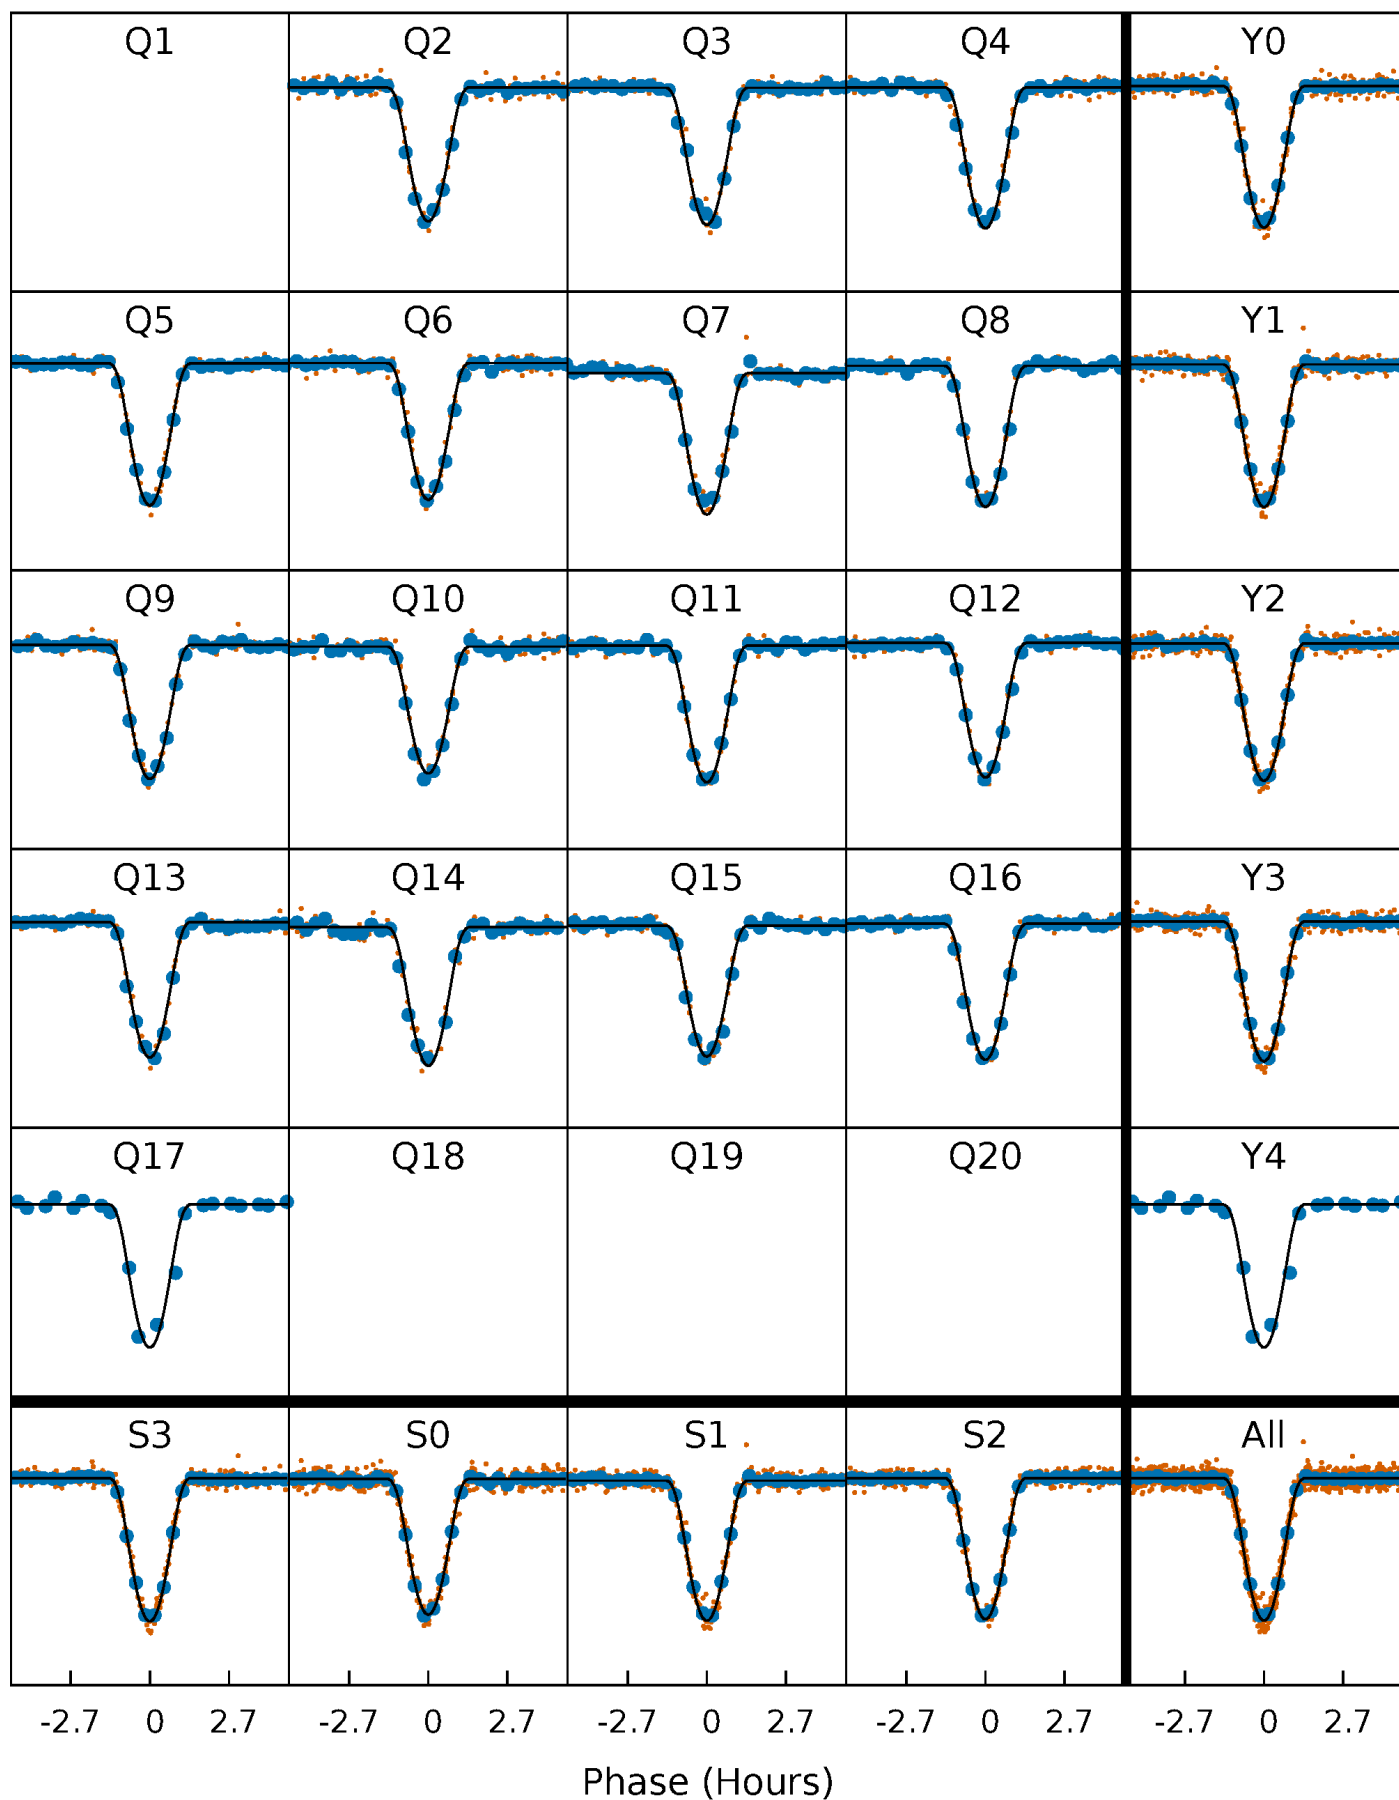 Q1 Q2 Q3 Q4 Y0
Q5 Q6 Q7 Q8 Y1
Q9 Q10 Q11 Q12 Y2
Q13 Q14 Q15 Q16 Y3
Q17 Q18 Q19 Q20 Y4
S3 S0 S1 S2 All
-2.7 0 2.7 -2.7 0 2.7 -2.7 0 2.7 -2.7 0 2.7 -2.7 0 2.7
Phase (Hours)